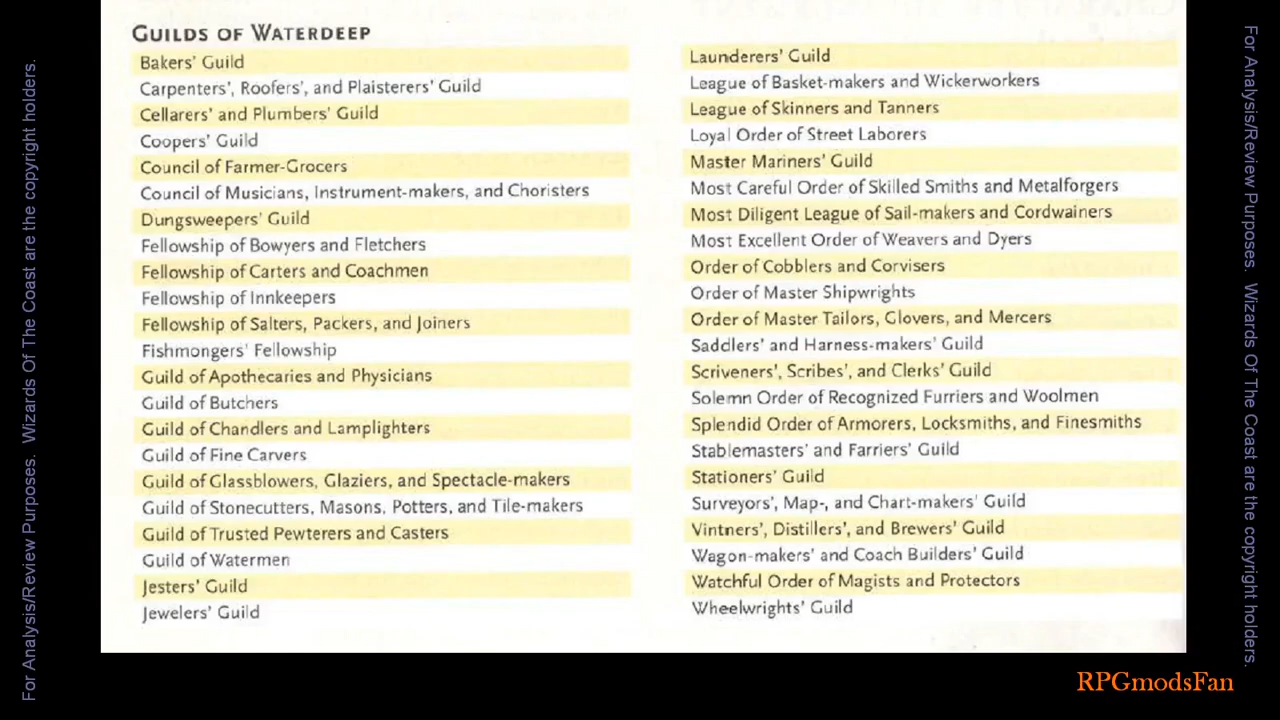 GUILDS OF WATERDEEP
Bakers' Guild
Carpenters', Roofers', and Plaisterers' Guild
Cellarers' and Plumbers' Guild
Coopers' Guild
Council of Farmer-Grocers
Council of Musicians, Instrument-makers, and Choristers
Dungsweepers' Guild
Fellowship of Bowyers and Fletchers
Fellowship of Carters and Coachmen
Fellowship of Innkeepers
Fellowship of Salters, Packers, and Joiners
Fishmongers' Fellowship
Guild of Apothecaries and Physicians
Guild of Butchers
Guild of Chandlers and Lamplighters
Guild of Fine Carvers
Guild of Glassblowers, Glaziers, and Spectacle-makers
Guild of Stonecutters, Masons, Potters, and Tile-makers
Guild of Trusted Pewterers and Casters
Guild of Watermen
Jesters' Guild
Jewelers' Guild
Launderers' Guild
League of Basket-makers and Wickerworkers
League of Skinners and Tanners
Loyal Order of Street Laborers
Master Mariners' Guild
Most Careful Order of Skilled Smiths and Metalforgers
Most Diligent League of Sail-makers and Cordwainers
Most Excellent Order of Weavers and Dyers
Order of Cobblers and Corvisers
Order of Master Shipwrights
Order of Master Tailors, Glovers, and Mercers
Saddlers' and Harness-makers' Guild
Scriveners', Scribes', and Clerks' Guild
Solemn Order of Recognized Furriers and Woolmen
Splendid Order of Armorers, Locksmiths, and Finesmiths
Stablemasters' and Farriers' Guild
Stationers' Guild
Surveyors', Map-, and Chart-makers' Guild
Vintners', Distillers', and Brewers' Guild
Wagon-makers' and Coach Builders' Guild
Watchful Order of Magists and Protectors
Wheelwrights' Guild
For Analysis/Review Purposes. Wizards Of The Coast are the copyright holders.
For Analysis/Review Purposes. Wizards Of The Coast are the copyright holders.
RPGmodsFan